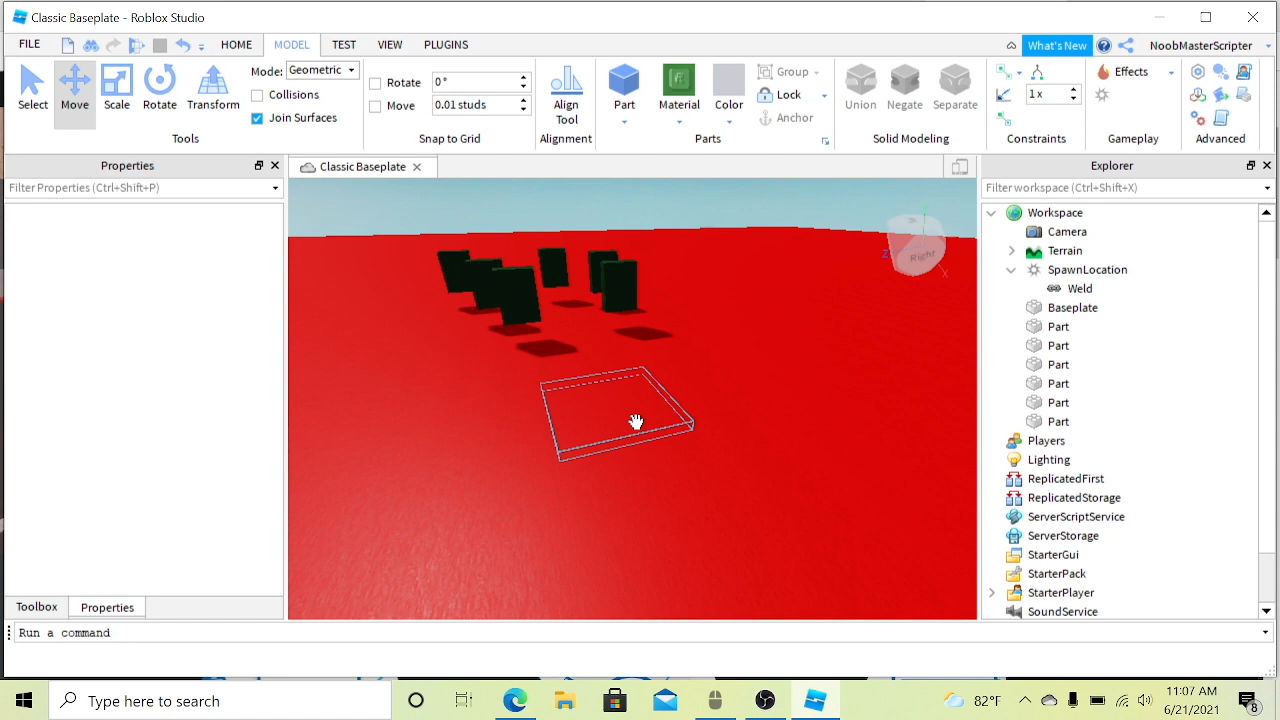 Classic Baseplate - Roblox Studio
FILE HOME MODEL TEST VIEW PLUGINS What's New NoobMasterScripter
Select Move Scale Rotate Transform
Mode: Geometric
Collisions
Join Surfaces
Tools
Rotate 0 °
Move 0.01 studs
Snap to Grid
Align Tool
Alignment
Part Material Color
Group
Lock
Anchor
Parts
Union Negate Separate
Solid Modeling
1 x
Constraints
Effects
Gameplay
Advanced
Properties
Filter Properties (Ctrl+Shift+P)
Classic Baseplate
Right
Z
X
Explorer
Filter workspace (Ctrl+Shift+X)
Workspace
Camera
Terrain
SpawnLocation
Weld
Baseplate
Part
Part
Part
Part
Part
Part
Players
Lighting
ReplicatedFirst
ReplicatedStorage
ServerScriptService
ServerStorage
StarterGui
StarterPack
StarterPlayer
SoundService
Toolbox Properties
Run a command
Type here to search
82°F
11:07 AM
6/21/2021
8